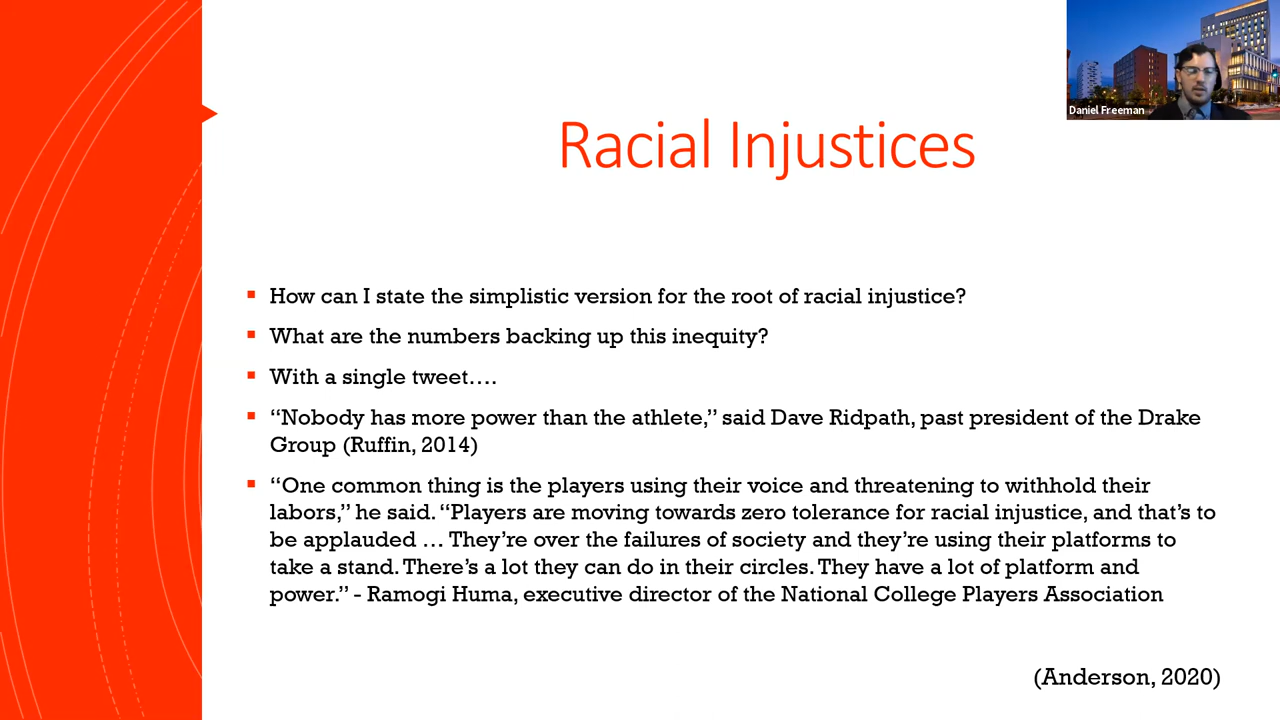 Daniel Freeman
Racial Injustices
▪ How can I state the simplistic version for the root of racial injustice?
▪ What are the numbers backing up this inequity?
▪ With a single tweet….
▪ “Nobody has more power than the athlete,” said Dave Ridpath, past president of the Drake
Group (Ruffin, 2014)
▪ “One common thing is the players using their voice and threatening to withhold their
labors,” he said. “Players are moving towards zero tolerance for racial injustice, and that’s to
be applauded … They’re over the failures of society and they’re using their platforms to
take a stand. There’s a lot they can do in their circles. They have a lot of platform and
power.” - Ramogi Huma, executive director of the National College Players Association
(Anderson, 2020)